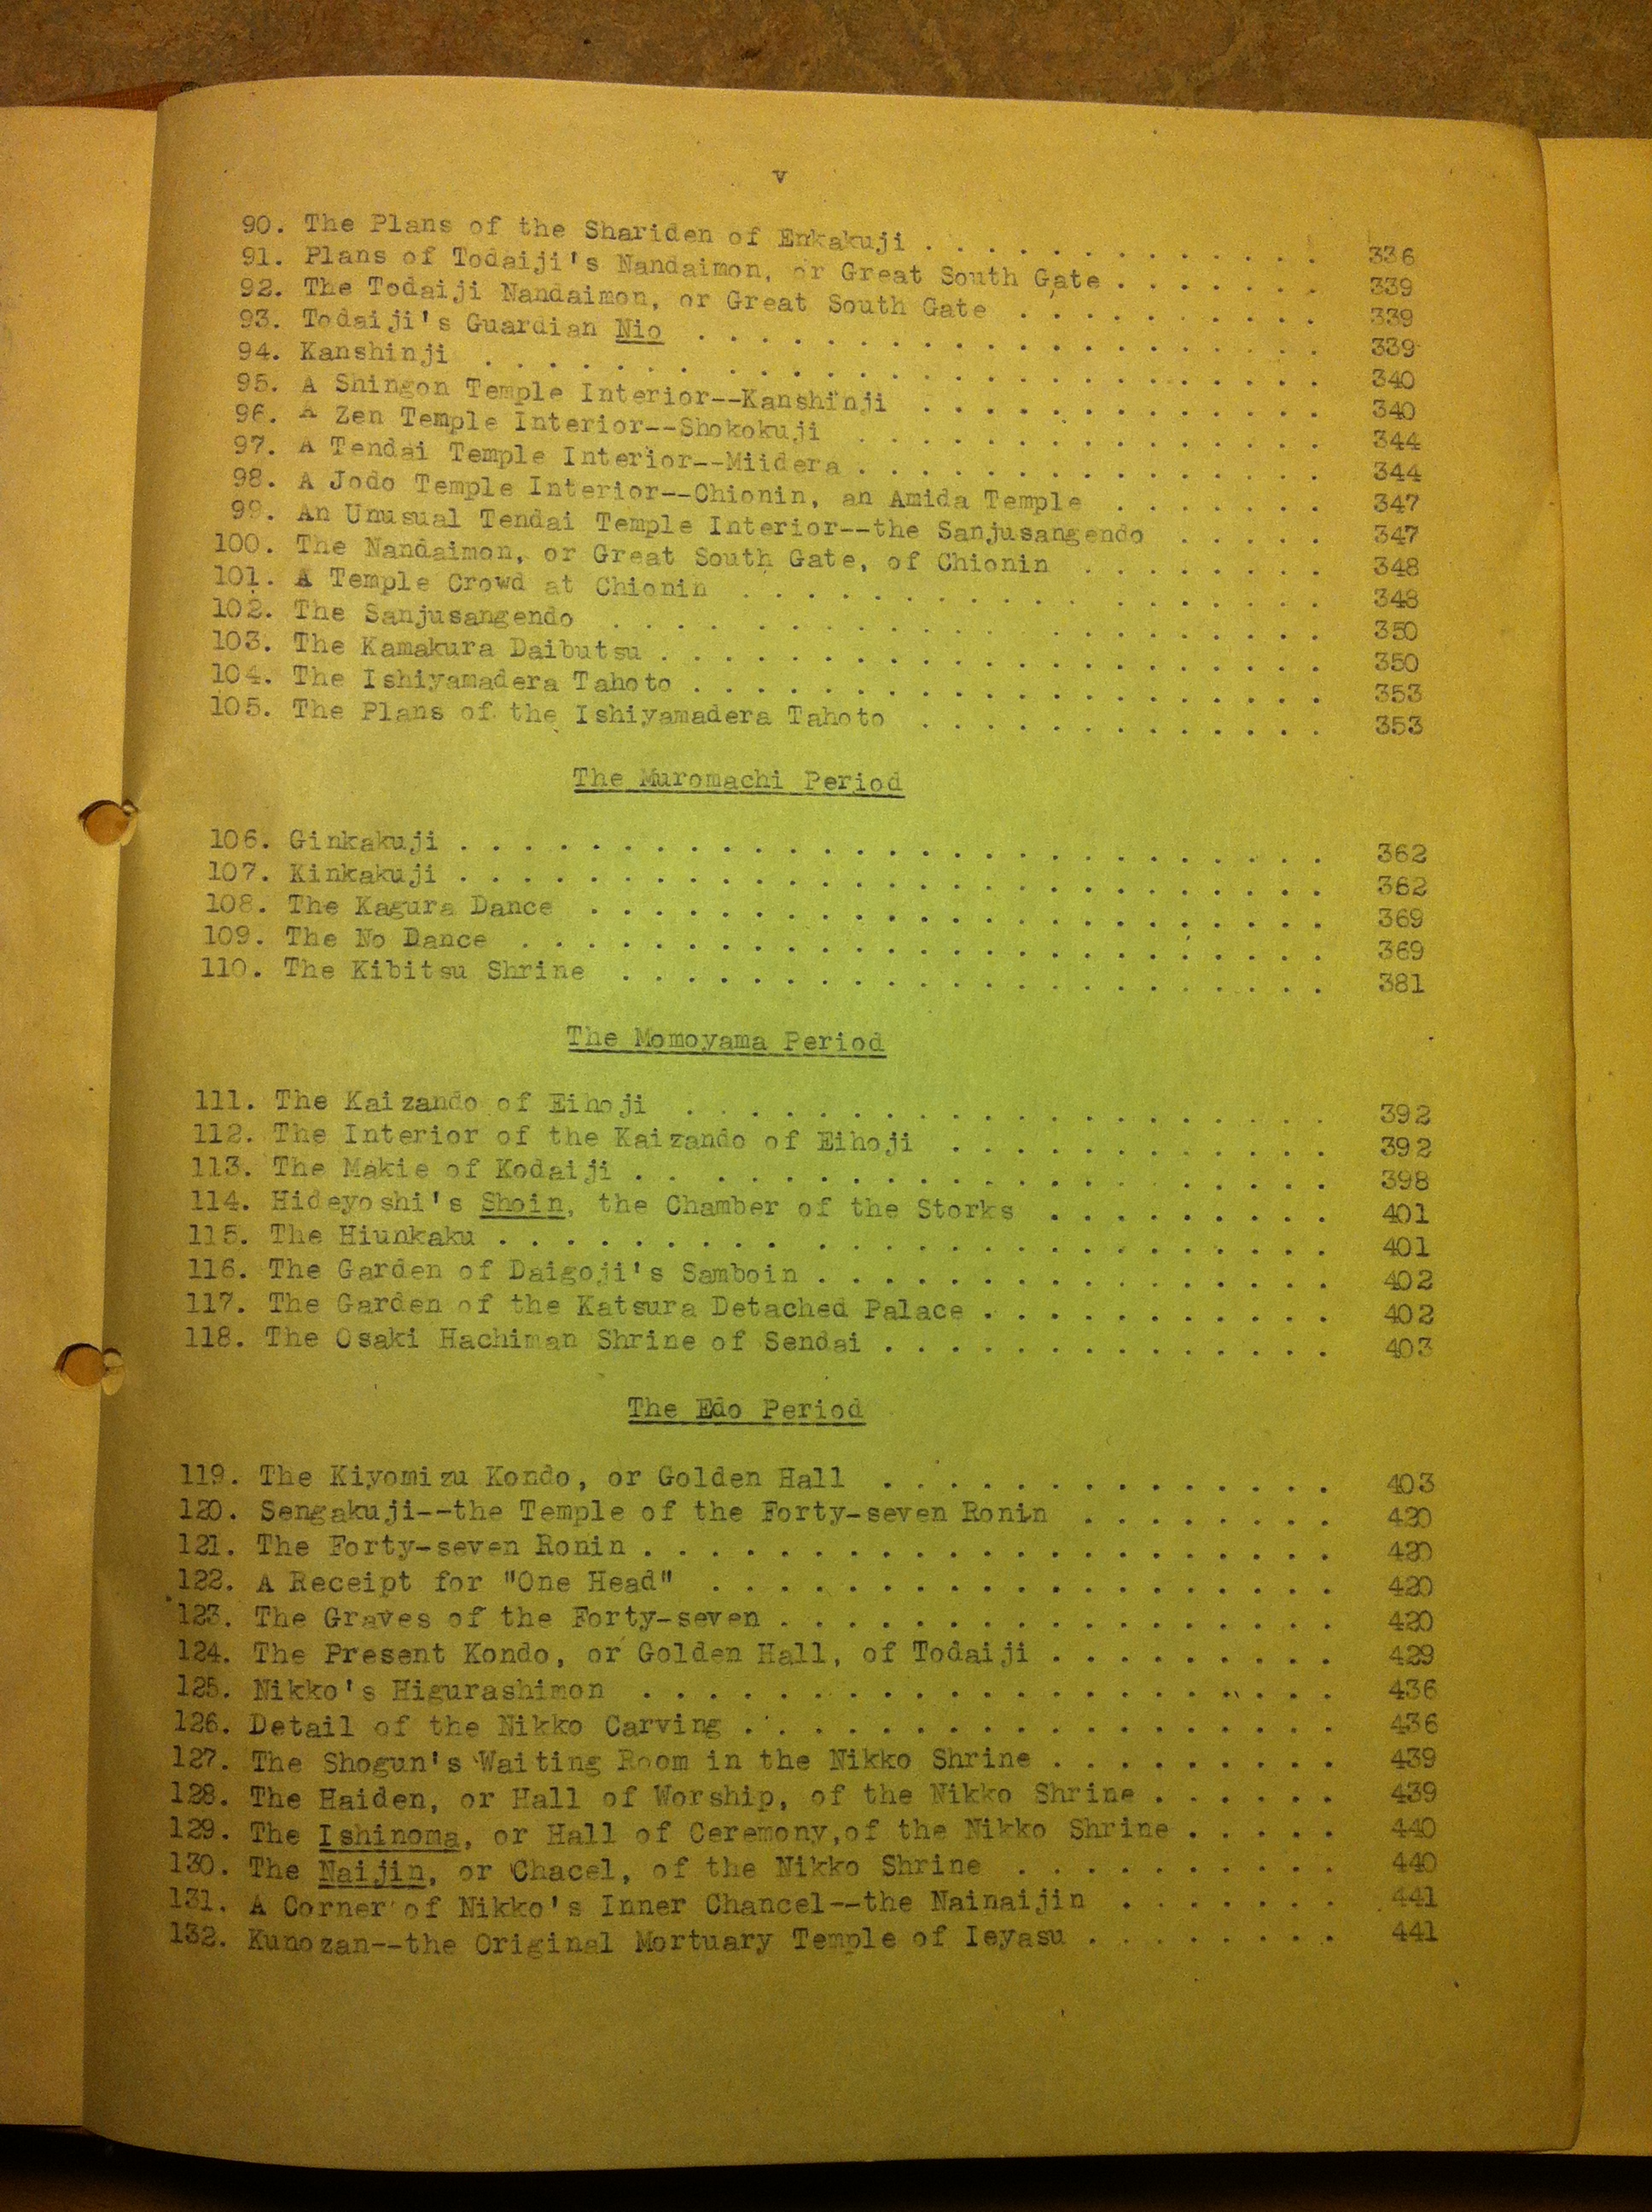 v
90. The Plans of the Shariden of Enkakuji . . . . . . . . . . . . . 336
91. Plans of Todaiji's Nandaimon, or Great South Gate . . . . . . . 339
92. The Todaiji Nandaimon, or Great South Gate . . . . . . . . . . 339
93. Todaiji's Guardian Nio . . . . . . . . . . . . . . . . . . . . 339
94. Kanshinji . . . . . . . . . . . . . . . . . . . . . . . . . . 340
95. A Shingon Temple Interior--Kanshinji . . . . . . . . . . . . . 340
96. A Zen Temple Interior--Shokokuji . . . . . . . . . . . . . . . 344
97. A Tendai Temple Interior--Miidera . . . . . . . . . . . . . . . 344
98. A Jodo Temple Interior--Chionin, an Amida Temple . . . . . . . 347
99. An Unusual Tendai Temple Interior--the Sanjusangendo . . . . . 347
100. The Nandaimon, or Great South Gate, of Chionin . . . . . . . . 348
101. A Temple Crowd at Chionin . . . . . . . . . . . . . . . . . . 348
102. The Sanjusangendo . . . . . . . . . . . . . . . . . . . . . . 350
103. The Kamakura Daibutsu . . . . . . . . . . . . . . . . . . . . 350
104. The Ishiyamadera Tahoto . . . . . . . . . . . . . . . . . . . 353
105. The Plans of the Ishiyamadera Tahoto . . . . . . . . . . . . . 353
The Muromachi Period
106. Ginkakuji . . . . . . . . . . . . . . . . . . . . . . . . . . 362
107. Kinkakuji . . . . . . . . . . . . . . . . . . . . . . . . . . 362
108. The Kagura Dance . . . . . . . . . . . . . . . . . . . . . . . 369
109. The No Dance . . . . . . . . . . . . . . . . . . . . . . . . . 369
110. The Kibitsu Shrine . . . . . . . . . . . . . . . . . . . . . . 381
The Momoyama Period
111. The Kaizando of Eihoji . . . . . . . . . . . . . . . . . . . . 392
112. The Interior of the Kaizando of Eihoji . . . . . . . . . . . . 392
113. The Makie of Kodaiji . . . . . . . . . . . . . . . . . . . . . 398
114. Hideyoshi's Shoin, the Chamber of the Storks . . . . . . . . . 401
115. The Hiunkaku . . . . . . . . . . . . . . . . . . . . . . . . . 401
116. The Garden of Daigoji's Samboin . . . . . . . . . . . . . . . . 402
117. The Garden of the Katsura Detached Palace . . . . . . . . . . . 402
118. The Osaki Hachiman Shrine of Sendai . . . . . . . . . . . . . . 403
The Edo Period
119. The Kiyomizu Kondo, or Golden Hall . . . . . . . . . . . . . . 403
120. Sengakuji--the Temple of the Forty-seven Ronin . . . . . . . . 420
121. The Forty-seven Ronin . . . . . . . . . . . . . . . . . . . . . 420
122. A Receipt for "One Head" . . . . . . . . . . . . . . . . . . . 420
123. The Graves of the Forty-seven . . . . . . . . . . . . . . . . . 420
124. The Present Kondo, or Golden Hall, of Todaiji . . . . . . . . . 429
125. Nikko's Higurashimon . . . . . . . . . . . . . . . . . . . . . 436
126. Detail of the Nikko Carving . . . . . . . . . . . . . . . . . . 436
127. The Shogun's Waiting Room in the Nikko Shrine . . . . . . . . . 439
128. The Haiden, or Hall of Worship, of the Nikko Shrine . . . . . . 439
129. The Ishinoma, or Hall of Ceremony,of the Nikko Shrine . . . . . 440
130. The Naijin, or Chacel, of the Nikko Shrine . . . . . . . . . . 440
131. A Corner of Nikko's Inner Chancel--the Nainaijin . . . . . . . 441
132. Kunozan--the Original Mortuary Temple of Ieyasu . . . . . . . . 441